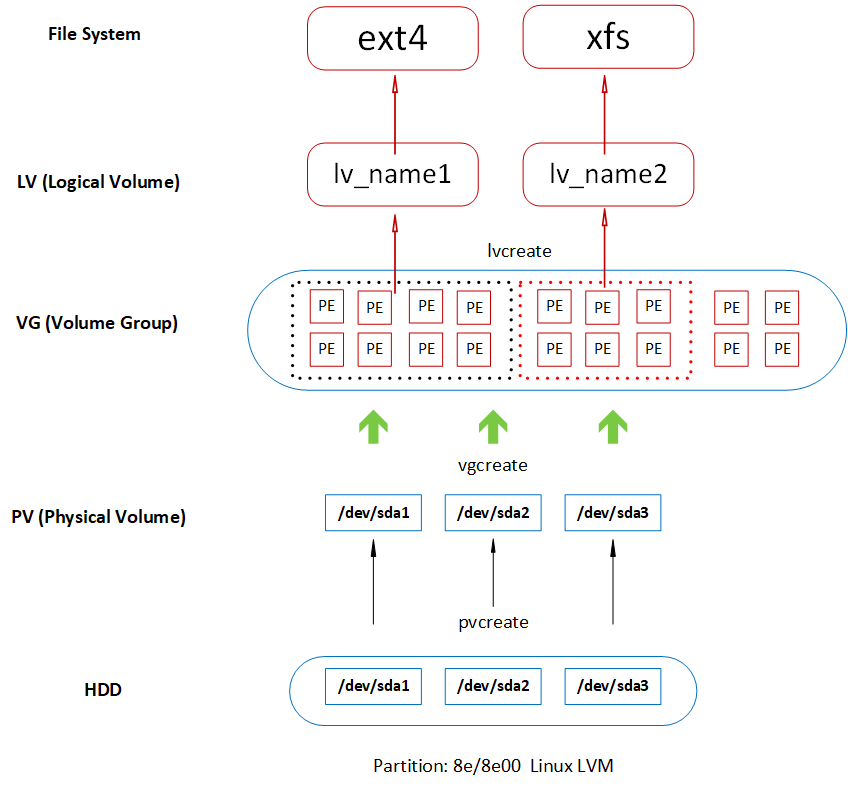 File System
ext4
xfs
LV (Logical Volume)
lv_name1
lv_name2
lvcreate
VG (Volume Group)
PE PE PE PE PE PE PE PE PE
PE PE PE PE PE PE PE PE PE
vgcreate
PV (Physical Volume)
/dev/sda1
/dev/sda2
/dev/sda3
pvcreate
HDD
/dev/sda1
/dev/sda2
/dev/sda3
Partition: 8e/8e00 Linux LVM